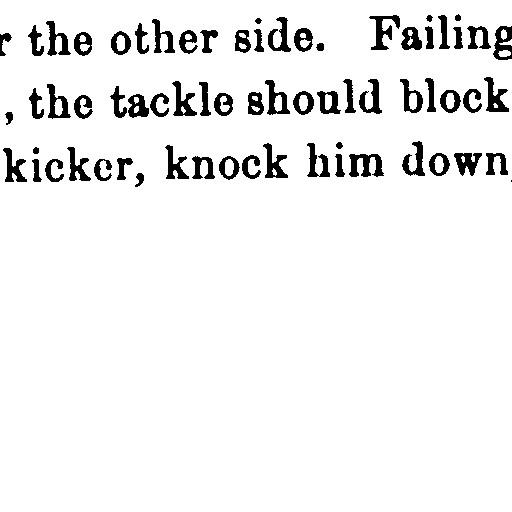 r the other side. Failing
, the tackle should block
kicker, knock him down,